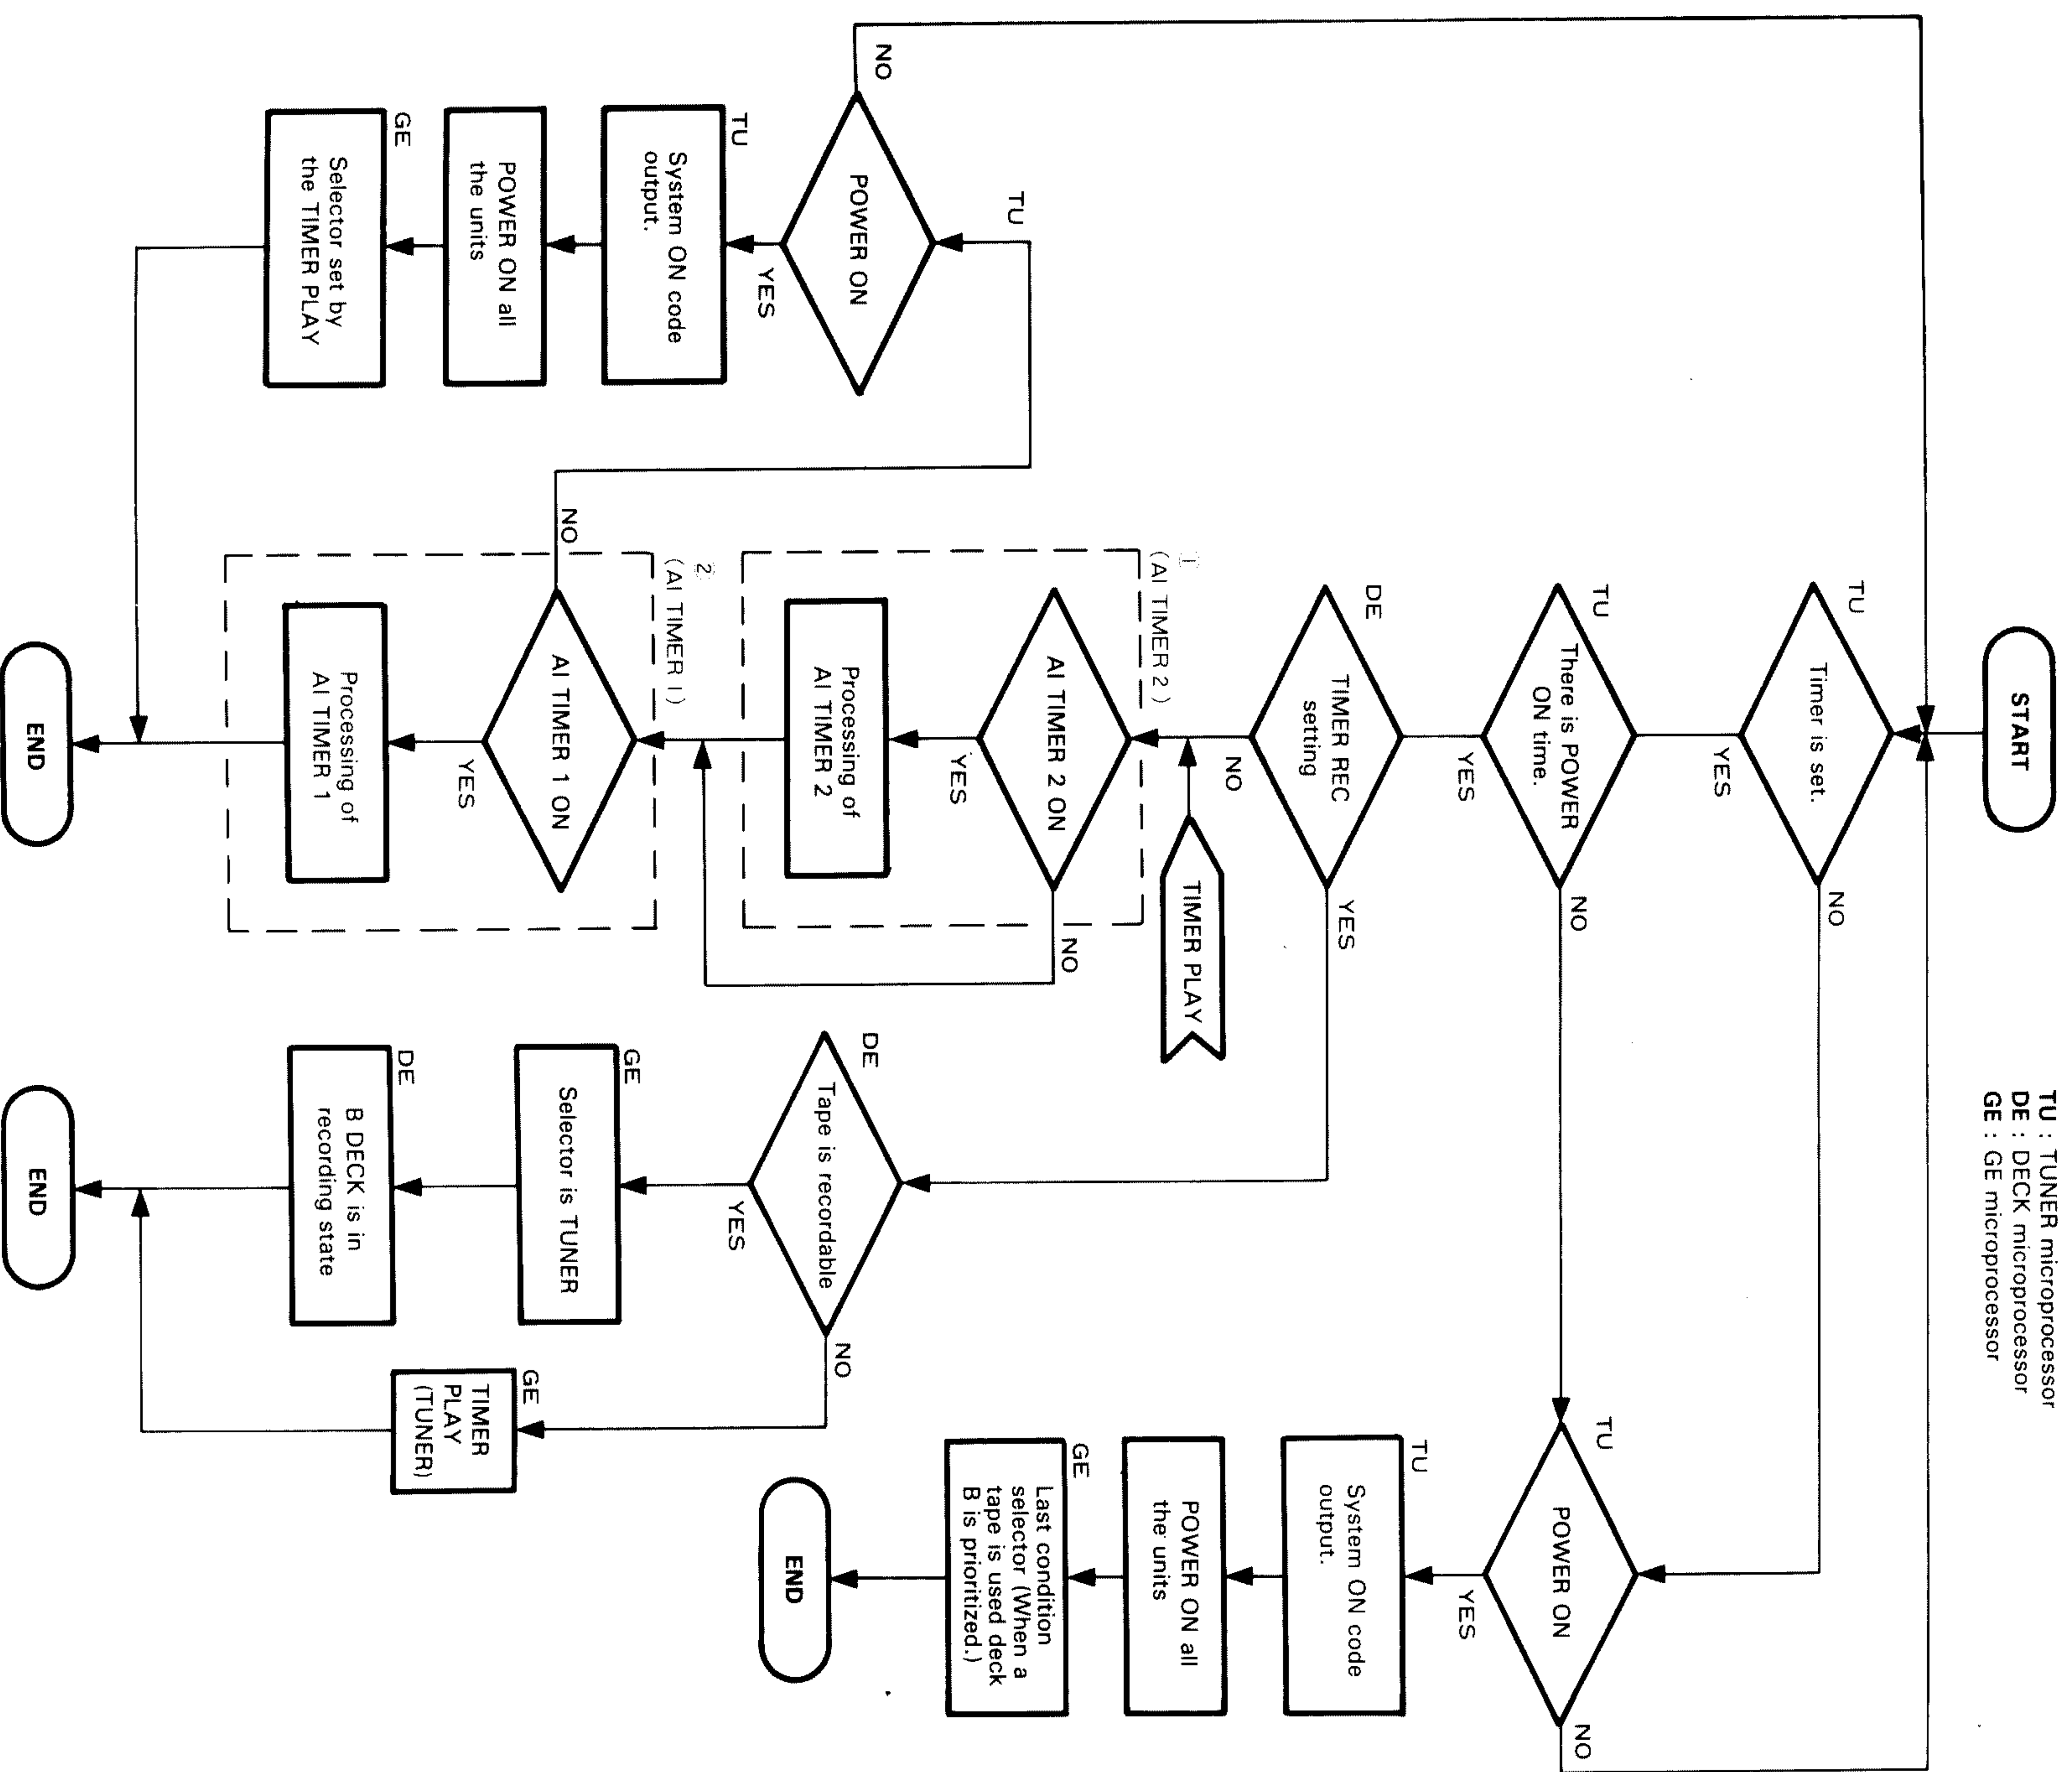 TU : TUNER microprocessor
DE : DECK microprocessor
GE : GE microprocessor
START
TU
Timer is set.
NO
YES
TU
There is POWER
ON time.
NO
YES
DE
TIMER REC
setting
YES
NO
TIMER PLAY
①
(AI TIMER 2)
AI TIMER 2 ON
NO
YES
Processing of
AI TIMER 2
②
(AI TIMER 1)
AI TIMER 1 ON
NO
YES
Processing of
AI TIMER 1
END
TU
POWER ON
NO
YES
TU
System ON code
output.
POWER ON all
the units
GE
Selector set by
the TIMER PLAY
DE
Tape is recordable
NO
YES
GE
Selector is TUNER
DE
B DECK is in
recording state
GE
TIMER
PLAY
(TUNER)
END
TU
POWER ON
NO
YES
TU
System ON code
output.
POWER ON all
the units
GE
Last condition
selector (When a
tape is used deck
B is prioritized.)
END